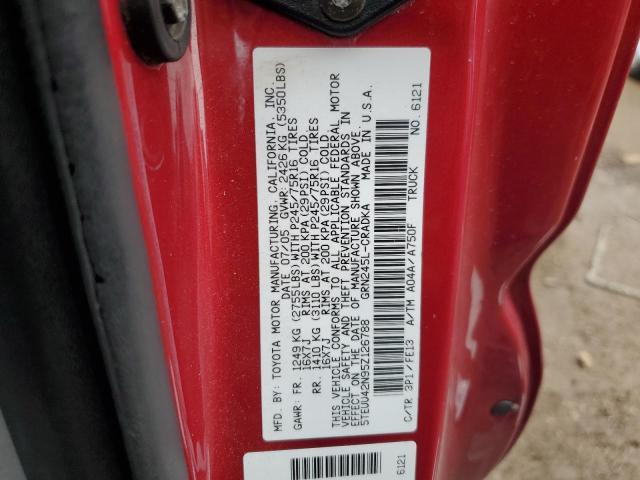 MFD. BY: TOYOTA MOTOR MANUFACTURING, CALIFORNIA, INC.
DATE 07/05 GVWR: 2426 KG (5350LBS)
GAWR: FR. 1249 KG (2755LBS) WITH P245/75R16 TIRES
16X7J RIMS AT 200 KPA (29PSI) COLD,
RR. 1410 KG (3110 LBS) WITH P245/75R16 TIRES
16X7J RIMS AT 200 KPA (29 PSI) COLD
THIS VEHICLE CONFORMS TO ALL APPLICABLE FEDERAL MOTOR
VEHICLE SAFETY AND THEFT PREVENTION STANDARDS IN
EFFECT ON THE DATE OF MANUFACTURE SHOWN ABOVE.
5TEUU42N95Z126788 GRN245L-CRADKA MADE IN U.S.A.
C/TR 3P1/FE13 A/TM A04A/A750F TRUCK
NO. 6121
6121